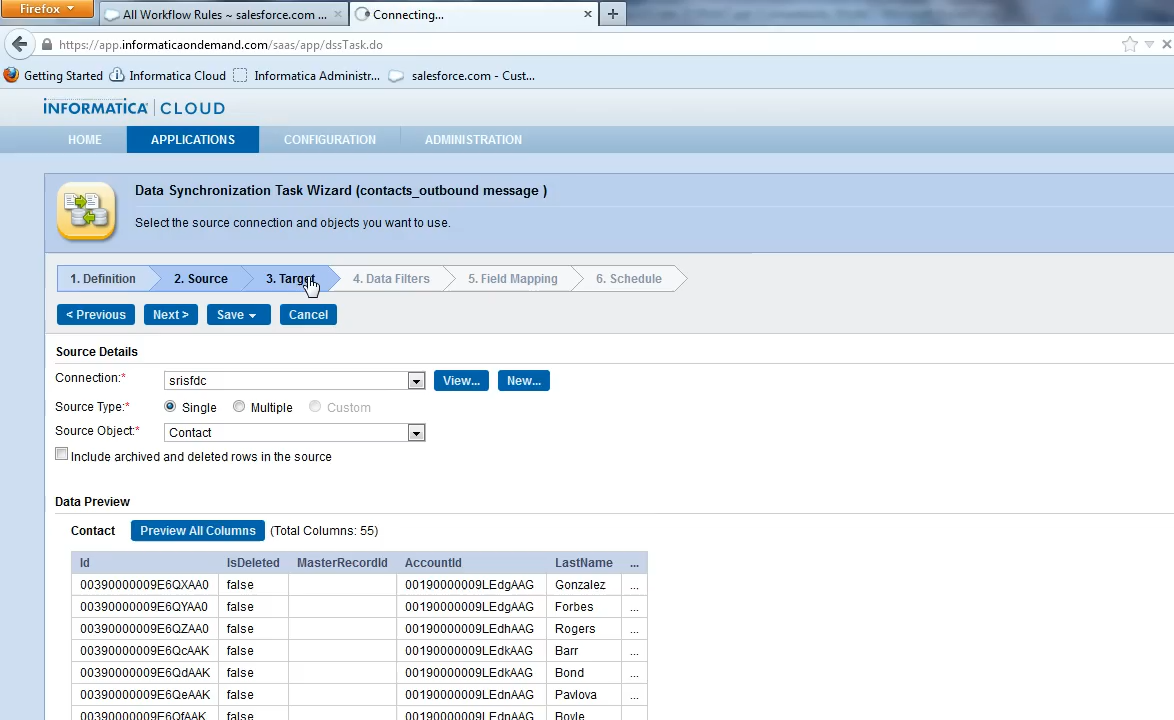 Firefox
All Workflow Rules ~ salesforce.com ...
Connecting...
https://app.informaticaondemand.com/saas/app/dssTask.do
Getting Started
Informatica Cloud
Informatica Administr...
salesforce.com - Cust...
INFORMATICA CLOUD
HOME
APPLICATIONS
CONFIGURATION
ADMINISTRATION
Data Synchronization Task Wizard (contacts_outbound message )
Select the source connection and objects you want to use.
1. Definition
2. Source
3. Target
4. Data Filters
5. Field Mapping
6. Schedule
< Previous
Next >
Save
Cancel
Source Details
Connection:* srisfdc View... New...
Source Type:* Single Multiple Custom
Source Object:* Contact
Include archived and deleted rows in the source
Data Preview
Contact Preview All Columns (Total Columns: 55)
Id IsDeleted MasterRecordId AccountId LastName ...
00390000009E6QXAA0 false 00190000009LEdgAAG Gonzalez ...
00390000009E6QYAA0 false 00190000009LEdgAAG Forbes ...
00390000009E6QZAA0 false 00190000009LEdhAAG Rogers ...
00390000009E6QcAAK false 00190000009LEdkAAG Barr ...
00390000009E6QdAAK false 00190000009LEdkAAG Bond ...
00390000009E6QeAAK false 00190000009LEdnAAG Pavlova ...
00390000009E6QfAAK false 00190000009LEdnAAG Boyle ...